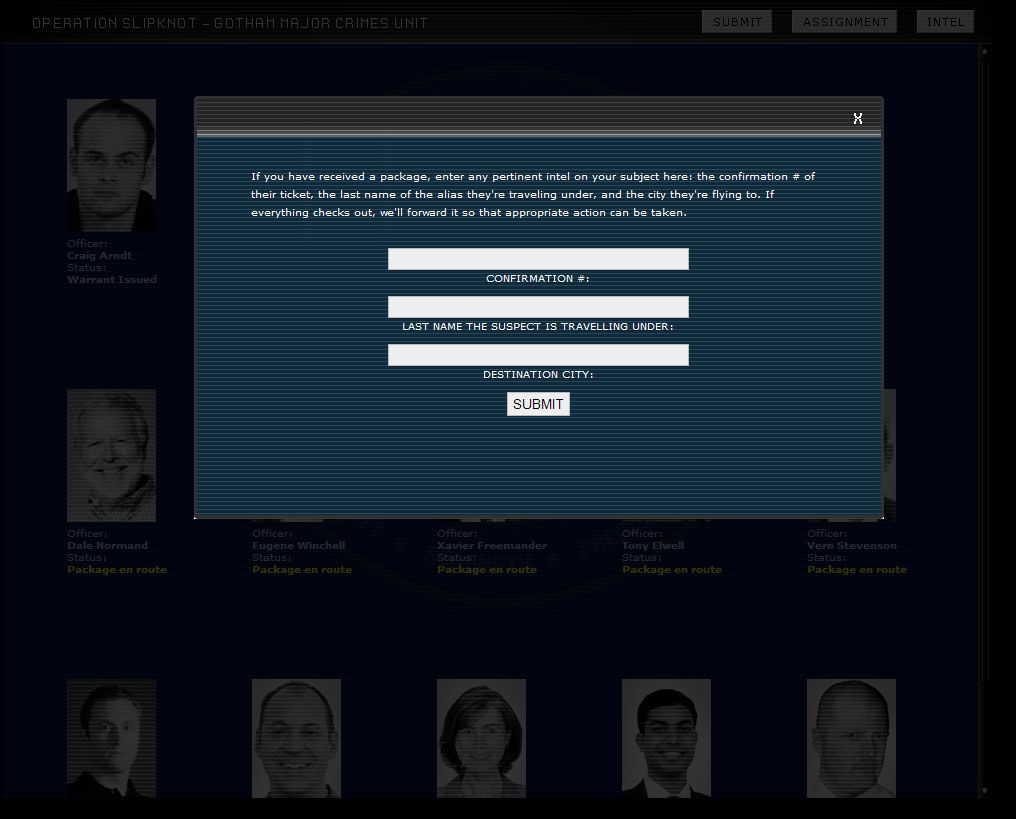 OPERATION SLIPKNOT - GOTHAM MAJOR CRIMES UNIT
SUBMIT
ASSIGNMENT
INTEL
X
If you have received a package, enter any pertinent intel on your subject here: the confirmation # of
their ticket, the last name of the alias they're traveling under, and the city they're flying to. If
everything checks out, we'll forward it so that appropriate action can be taken.
CONFIRMATION #:
LAST NAME THE SUSPECT IS TRAVELLING UNDER:
DESTINATION CITY:
SUBMIT
Officer:
Craig Arndt
Status:
Warrant Issued
Officer:
Dale Normand
Status:
Package en route
Officer:
Eugene Winchell
Status:
Package en route
Officer:
Xavier Freemander
Status:
Package en route
Officer:
Tony Elwell
Status:
Package en route
Officer:
Vern Stevenson
Status:
Package en route